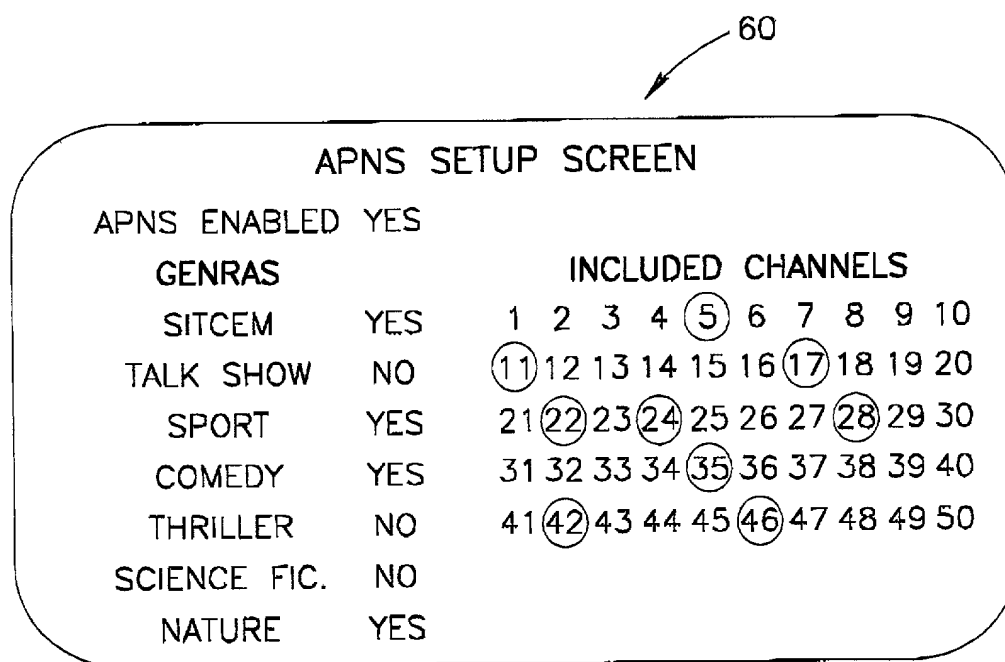 60
APNS SETUP SCREEN
APNS ENABLED YES
GENRAS INCLUDED CHANNELS
SITCEM YES 1 2 3 4 5 6 7 8 9 10
TALK SHOW NO 11 12 13 14 15 16 17 18 19 20
SPORT YES 21 22 23 24 25 26 27 28 29 30
COMEDY YES 31 32 33 34 35 36 37 38 39 40
THRILLER NO 41 42 43 44 45 46 47 48 49 50
SCIENCE FIC. NO
NATURE YES